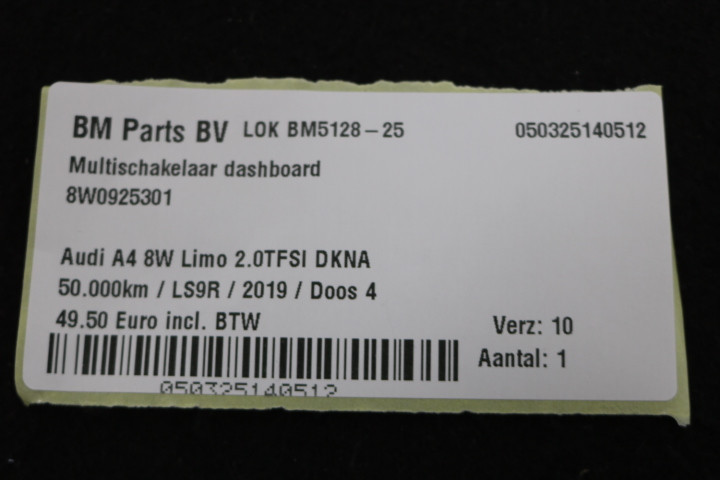 BM Parts BV LOK BM5128-25 050325140512
Multischakelaar dashboard
8W0925301
Audi A4 8W Limo 2.0TFSI DKNA
50.000km / LS9R / 2019 / Doos 4
49.50 Euro incl. BTW
Verz: 10
Aantal: 1
050325140512